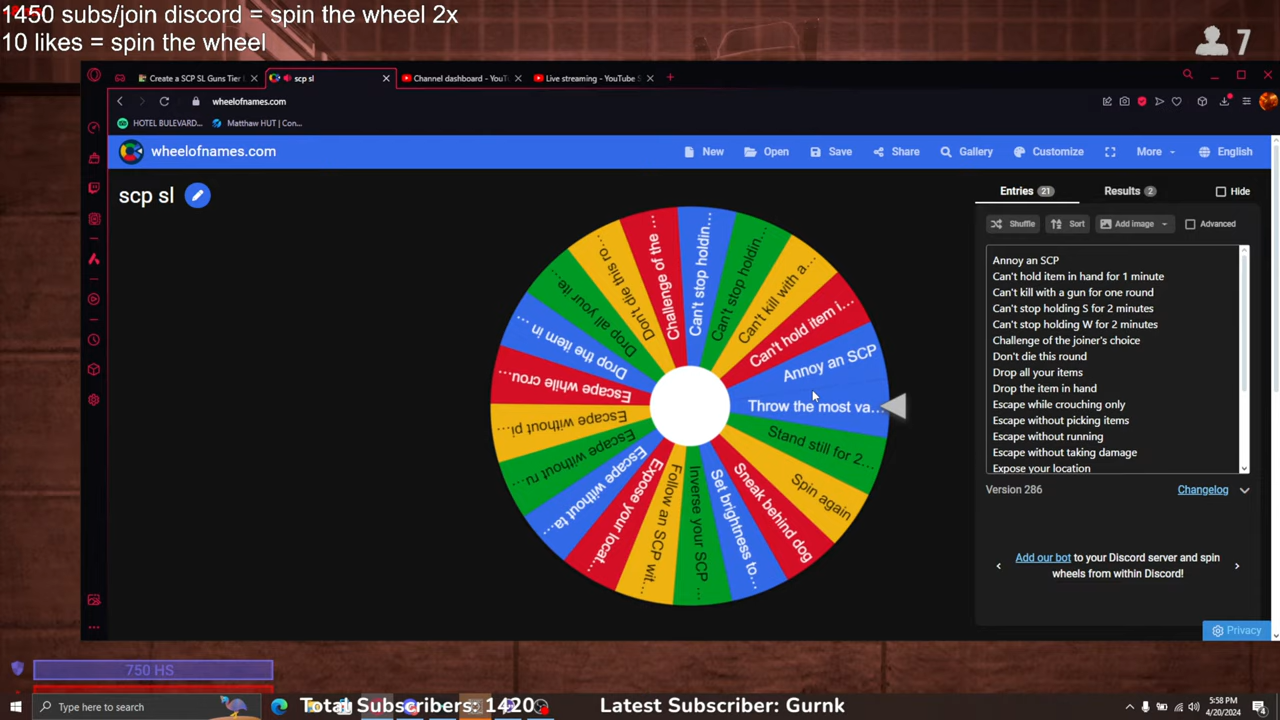 1450 subs/join discord = spin the wheel 2x
10 likes = spin the wheel
7
Create a SCP SL Guns Tier
scp sl
Channel dashboard - YouT
Live streaming - YouTube S
wheelofnames.com
HOTEL BULEVARD...
Matthaw HUT | Con...
wheelofnames.com
New
Open
Save
Share
Gallery
Customize
More
English
scp sl
Entries 21
Results 2
Hide
Shuffle
Sort
Add image
Advanced
Annoy an SCP
Can't hold item in hand for 1 minute
Can't kill with a gun for one round
Can't stop holding S for 2 minutes
Can't stop holding W for 2 minutes
Challenge of the joiner's choice
Don't die this round
Drop all your items
Drop the item in hand
Escape while crouching only
Escape without picking items
Escape without running
Escape without taking damage
Expose your location
Version 286
Changelog
Add our bot to your Discord server and spin
wheels from within Discord!
Privacy
Challenge of the ...
Can't stop holdin...
Can't stop holdin...
Can't kill with a...
Can't hold item i...
Annoy an SCP
Throw the most va...
Stand still for 2...
Spin again
Sneak behind dog
Set brightness to...
Inverse your SCP ...
Follow an SCP wit...
Expose your locat...
Escape without ta...
Escape without ru...
Escape without pi...
Escape while crou...
Drop the item in ...
Drop all your ite...
Don't die this ro...
750 HS
Type here to search
Total Subscribers: 1420
Latest Subscriber: Gurnk
5:58 PM
4/20/2024
4